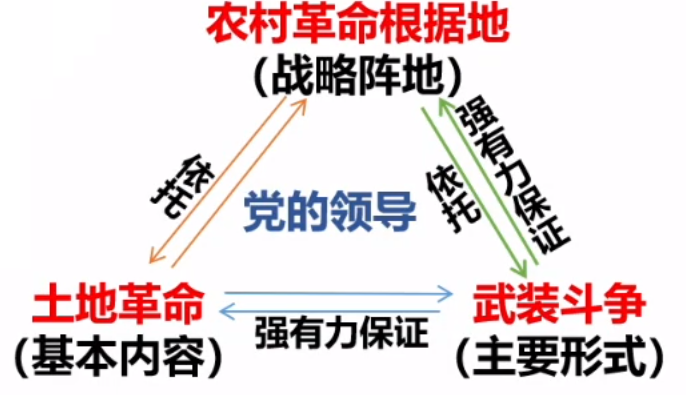 农村革命根据地
（战略阵地）
依托
依托
强有力保证
党的领导
土地革命
（基本内容）
强有力保证
武装斗争
（主要形式）